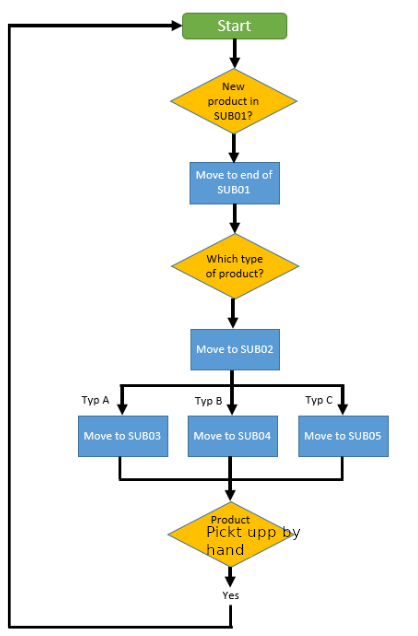 Start
New
product in
SUB01?
Move to end of
SUB01
Which type
of product?
Move to SUB02
Typ A
Typ B
Typ C
Move to SUB03
Move to SUB04
Move to SUB05
Product
Pickt upp by
hand
Yes